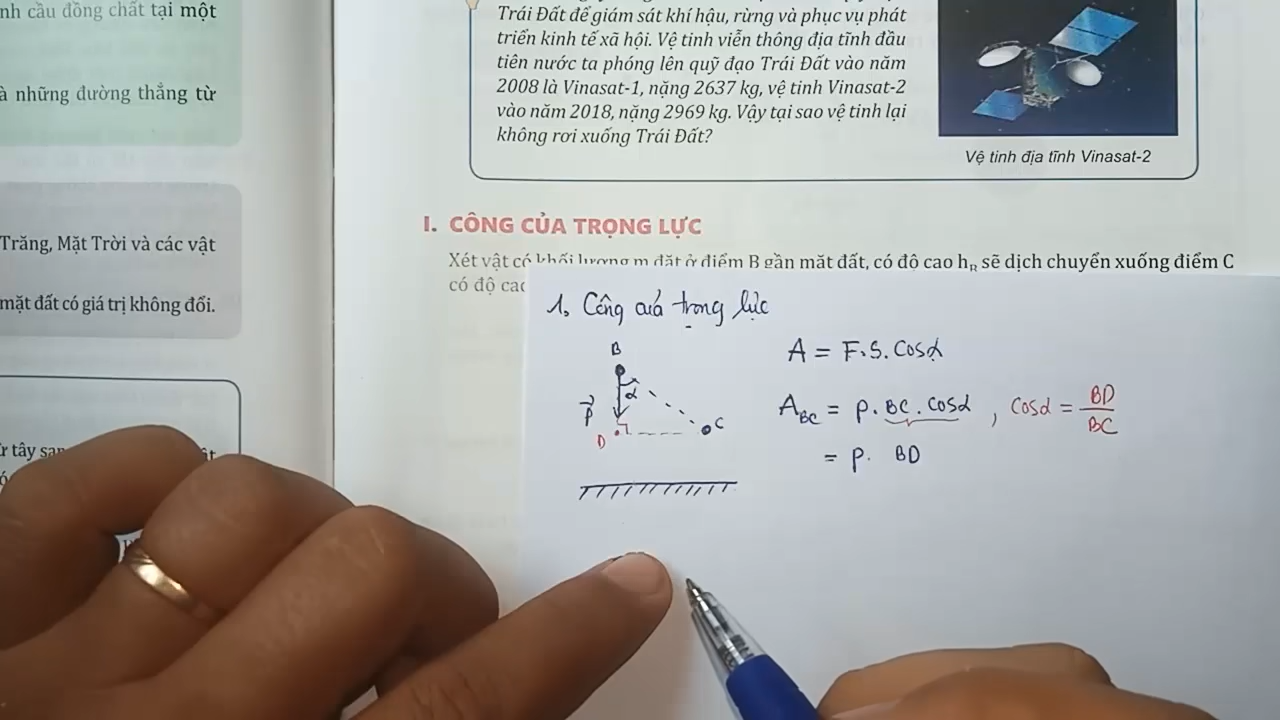 nh cầu đồng chất tại một
à những đường thẳng từ
Trăng, Mặt Trời và các vật
mặt đất có giá trị không đổi.
Trái Đất để giám sát khí hậu, rừng và phục vụ phát
triển kinh tế xã hội. Vệ tinh viễn thông địa tĩnh đầu
tiên nước ta phóng lên quỹ đạo Trái Đất vào năm
2008 là Vinasat-1, nặng 2637 kg, vệ tinh Vinasat-2
vào năm 2018, nặng 2969 kg. Vậy tại sao vệ tinh lại
không rơi xuống Trái Đất?
Vệ tinh địa tĩnh Vinasat-2
I. CÔNG CỦA TRỌNG LỰC
Xét vật có khối lượng m đặt ở điểm B gần mặt đất, có độ cao h_B sẽ dịch chuyển xuống điểm C
có độ cao
1, Công của trọng lực
B
α
P⃗
D
C
A = F.S.Cosα
A_BC = P.BC.Cosα , Cosα = BD/BC
= P. BD